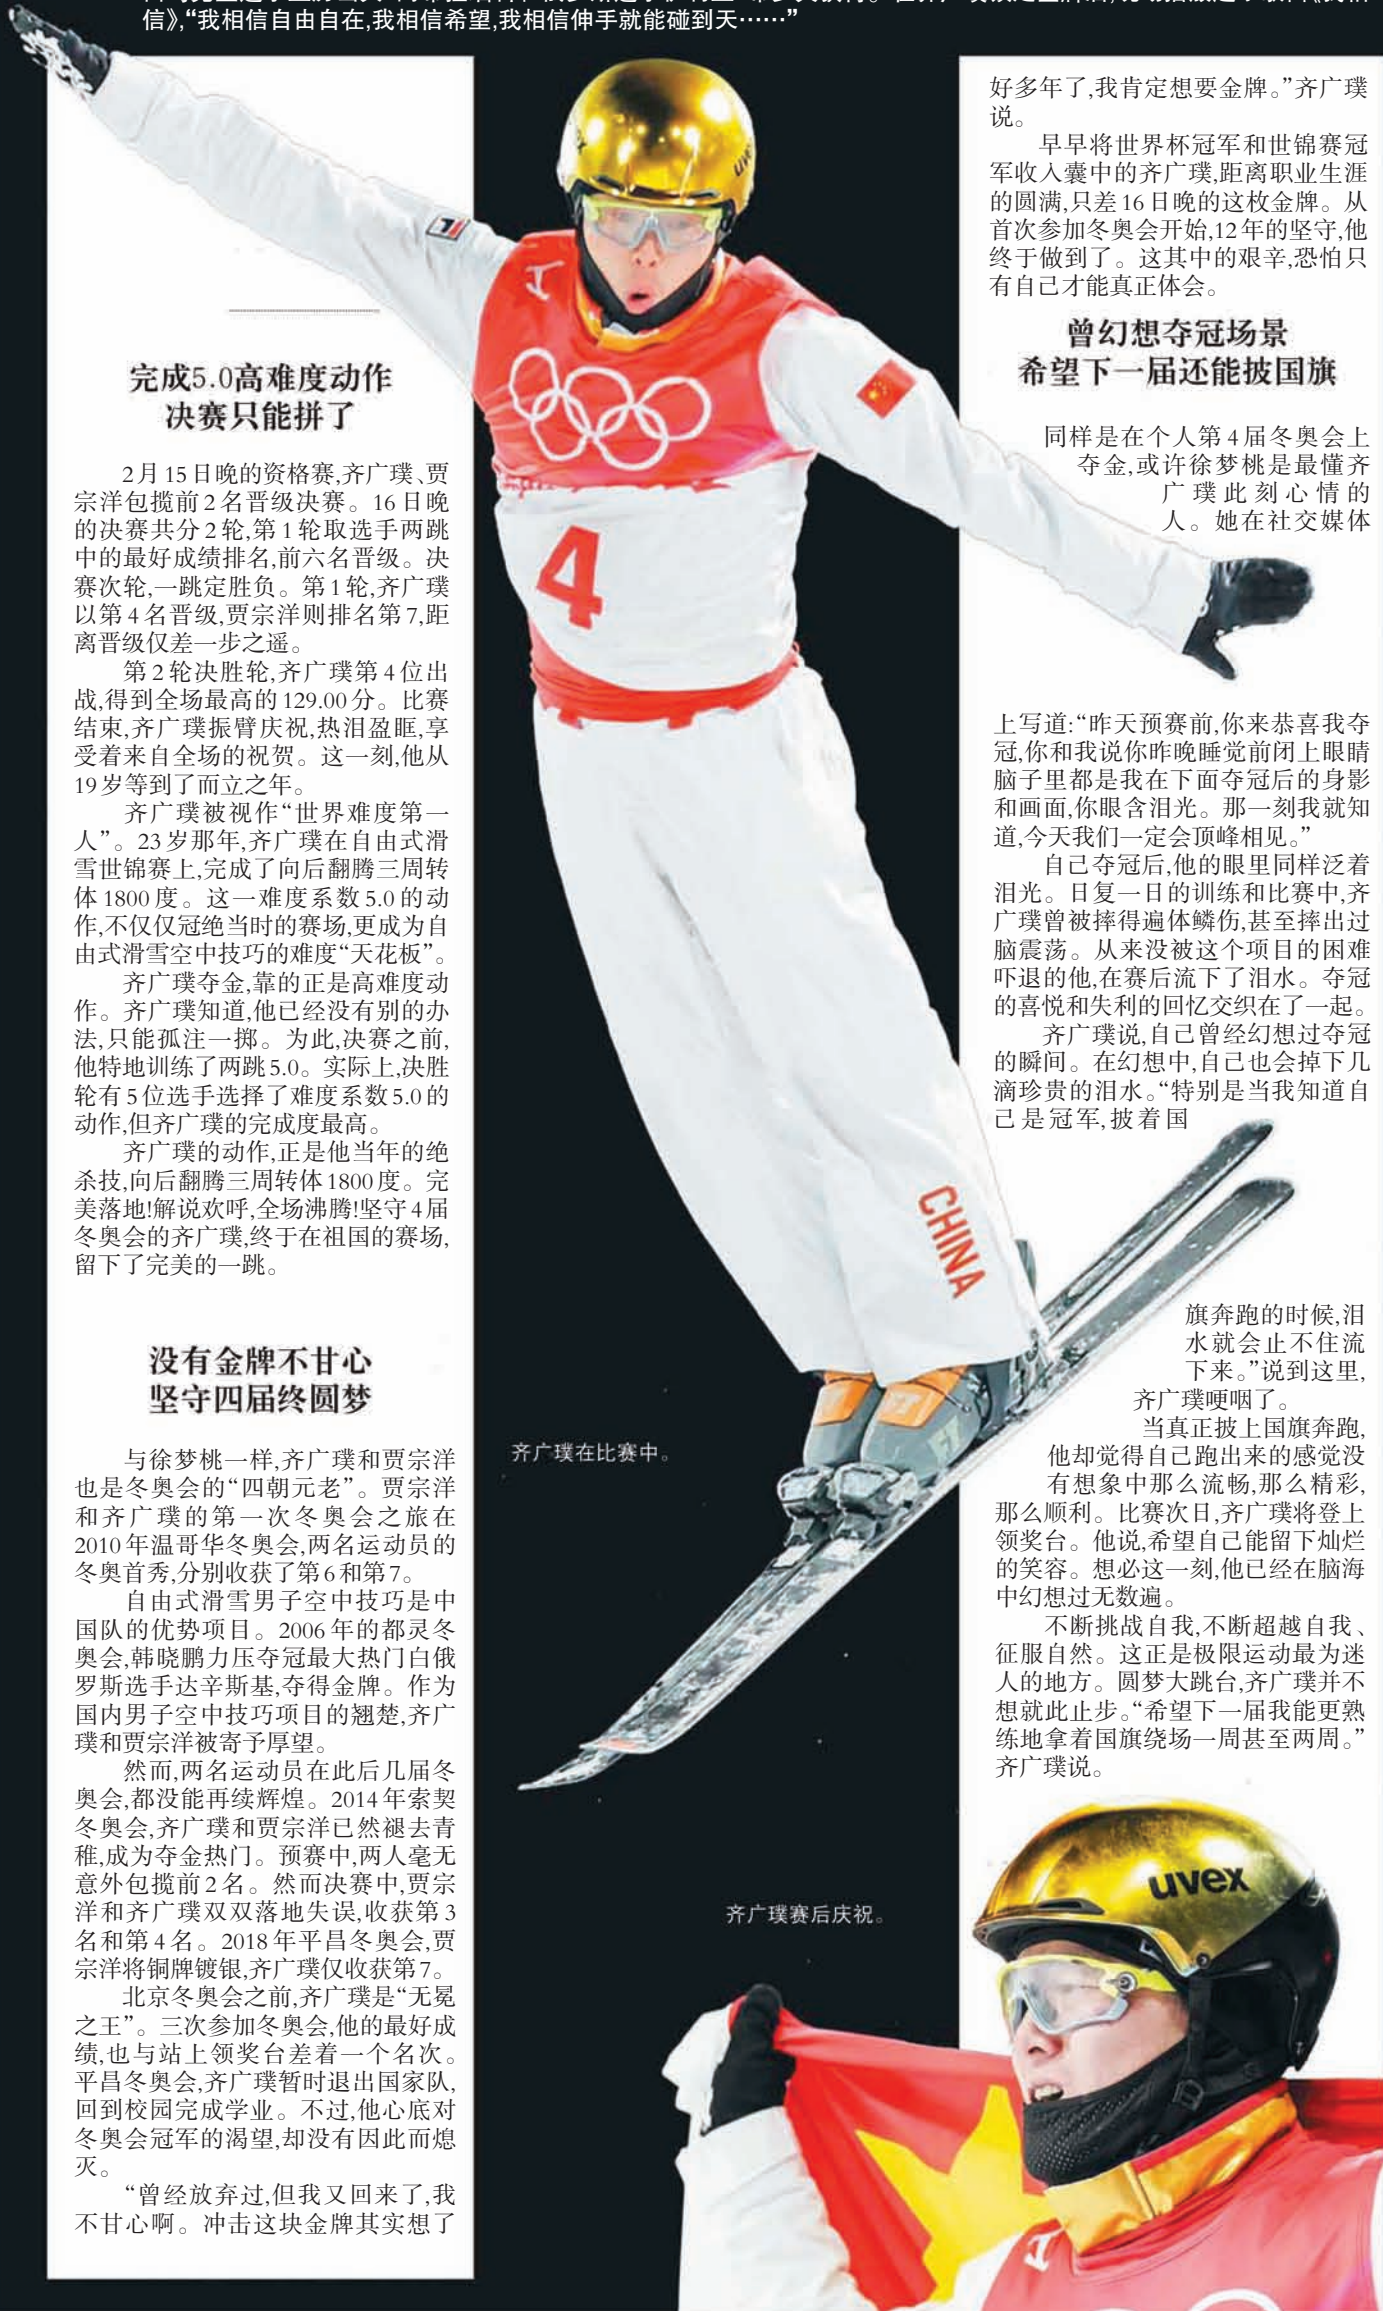 信》,“我相信自由自在,我相信希望,我相信伸手就能碰到天……”
完成5.0高难度动作
决赛只能拼了
2月15日晚的资格赛,齐广璞、贾
宗洋包揽前2名晋级决赛。16日晚
的决赛共分2轮,第1轮取选手两跳
中的最好成绩排名,前六名晋级。决
赛次轮,一跳定胜负。第1轮,齐广璞
以第4名晋级,贾宗洋则排名第7,距
离晋级仅差一步之遥。
第2轮决胜轮,齐广璞第4位出
战,得到全场最高的129.00分。比赛
结束,齐广璞振臂庆祝,热泪盈眶,享
受着来自全场的祝贺。这一刻,他从
19岁等到了而立之年。
齐广璞被视作“世界难度第一
人”。23岁那年,齐广璞在自由式滑
雪世锦赛上,完成了向后翻腾三周转
体1800度。这一难度系数5.0的动
作,不仅仅冠绝当时的赛场,更成为自
由式滑雪空中技巧的难度“天花板”。
齐广璞夺金,靠的正是高难度动
作。齐广璞知道,他已经没有别的办
法,只能孤注一掷。为此,决赛之前,
他特地训练了两跳5.0。实际上,决胜
轮有5位选手选择了难度系数5.0的
动作,但齐广璞的完成度最高。
齐广璞的动作,正是他当年的绝
杀技,向后翻腾三周转体1800度。完
美落地!解说欢呼,全场沸腾!坚守4届
冬奥会的齐广璞,终于在祖国的赛场,
留下了完美的一跳。
没有金牌不甘心
坚守四届终圆梦
与徐梦桃一样,齐广璞和贾宗洋
也是冬奥会的“四朝元老”。贾宗洋
和齐广璞的第一次冬奥会之旅在
2010年温哥华冬奥会,两名运动员的
冬奥首秀,分别收获了第6和第7。
自由式滑雪男子空中技巧是中
国队的优势项目。2006年的都灵冬
奥会,韩晓鹏力压夺冠最大热门白俄
罗斯选手达辛斯基,夺得金牌。作为
国内男子空中技巧项目的翘楚,齐广
璞和贾宗洋被寄予厚望。
然而,两名运动员在此后几届冬
奥会,都没能再续辉煌。2014年索契
冬奥会,齐广璞和贾宗洋已然褪去青
稚,成为夺金热门。预赛中,两人毫无
意外包揽前2名。然而决赛中,贾宗
洋和齐广璞双双落地失误,收获第3
名和第4名。2018年平昌冬奥会,贾
宗洋将铜牌镀银,齐广璞仅收获第7。
北京冬奥会之前,齐广璞是“无冕
之王”。三次参加冬奥会,他的最好成
绩,也与站上领奖台差着一个名次。
平昌冬奥会,齐广璞暂时退出国家队,
回到校园完成学业。不过,他心底对
冬奥会冠军的渴望,却没有因此而熄
灭。
“曾经放弃过,但我又回来了,我
不甘心啊。冲击这块金牌其实想了
uvex
4
CHINA
齐广璞在比赛中。
齐广璞赛后庆祝。
好多年了,我肯定想要金牌。”齐广璞
说。
早早将世界杯冠军和世锦赛冠
军收入囊中的齐广璞,距离职业生涯
的圆满,只差16日晚的这枚金牌。从
首次参加冬奥会开始,12年的坚守,他
终于做到了。这其中的艰辛,恐怕只
有自己才能真正体会。
曾幻想夺冠场景
希望下一届还能披国旗
同样是在个人第4届冬奥会上
夺金,或许徐梦桃是最懂齐
广璞此刻心情的
人。她在社交媒体
上写道:“昨天预赛前,你来恭喜我夺
冠,你和我说你昨晚睡觉前闭上眼睛
脑子里都是我在下面夺冠后的身影
和画面,你眼含泪光。那一刻我就知
道,今天我们一定会顶峰相见。”
自己夺冠后,他的眼里同样泛着
泪光。日复一日的训练和比赛中,齐
广璞曾被摔得遍体鳞伤,甚至摔出过
脑震荡。从来没被这个项目的困难
吓退的他,在赛后流下了泪水。夺冠
的喜悦和失利的回忆交织在了一起。
齐广璞说,自己曾经幻想过夺冠
的瞬间。在幻想中,自己也会掉下几
滴珍贵的泪水。“特别是当我知道自
己是冠军,披着国
旗奔跑的时候,泪
水就会止不住流
下来。”说到这里,
齐广璞哽咽了。
当真正披上国旗奔跑,
他却觉得自己跑出来的感觉没
有想象中那么流畅,那么精彩,
那么顺利。比赛次日,齐广璞将登上
领奖台。他说,希望自己能留下灿烂
的笑容。想必这一刻,他已经在脑海
中幻想过无数遍。
不断挑战自我,不断超越自我、
征服自然。这正是极限运动最为迷
人的地方。圆梦大跳台,齐广璞并不
想就此止步。“希望下一届我能更熟
练地拿着国旗绕场一周甚至两周。”
齐广璞说。
uvex